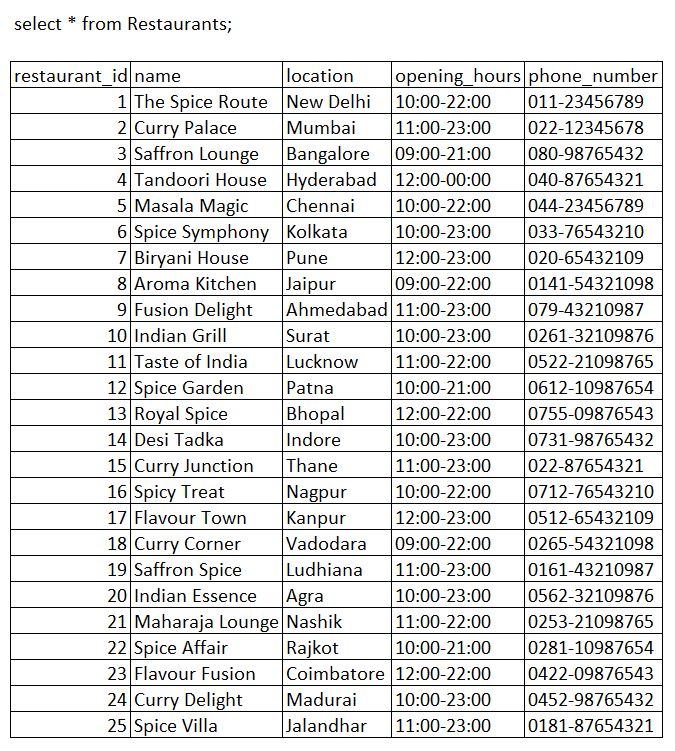 select * from Restaurants;
restaurant_id name location opening_hours phone_number
1 The Spice Route New Delhi 10:00-22:00 011-23456789
2 Curry Palace Mumbai 11:00-23:00 022-12345678
3 Saffron Lounge Bangalore 09:00-21:00 080-98765432
4 Tandoori House Hyderabad 12:00-00:00 040-87654321
5 Masala Magic Chennai 10:00-22:00 044-23456789
6 Spice Symphony Kolkata 10:00-23:00 033-76543210
7 Biryani House Pune 12:00-23:00 020-65432109
8 Aroma Kitchen Jaipur 09:00-22:00 0141-54321098
9 Fusion Delight Ahmedabad 11:00-23:00 079-43210987
10 Indian Grill Surat 10:00-23:00 0261-32109876
11 Taste of India Lucknow 11:00-22:00 0522-21098765
12 Spice Garden Patna 10:00-21:00 0612-10987654
13 Royal Spice Bhopal 12:00-22:00 0755-09876543
14 Desi Tadka Indore 10:00-23:00 0731-98765432
15 Curry Junction Thane 11:00-23:00 022-87654321
16 Spicy Treat Nagpur 10:00-22:00 0712-76543210
17 Flavour Town Kanpur 12:00-23:00 0512-65432109
18 Curry Corner Vadodara 09:00-22:00 0265-54321098
19 Saffron Spice Ludhiana 11:00-23:00 0161-43210987
20 Indian Essence Agra 10:00-23:00 0562-32109876
21 Maharaja Lounge Nashik 11:00-22:00 0253-21098765
22 Spice Affair Rajkot 10:00-21:00 0281-10987654
23 Flavour Fusion Coimbatore 12:00-22:00 0422-09876543
24 Curry Delight Madurai 10:00-23:00 0452-98765432
25 Spice Villa Jalandhar 11:00-23:00 0181-87654321